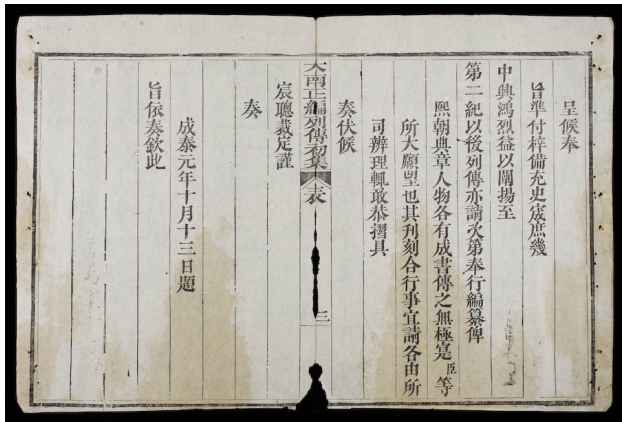 呈候奉
旨準付梓備充史宬庶幾
中興鴻烈益以闡揚至
第二紀以後列傳亦請次第奉行編纂俾
熙朝典章人物各有成書傳之無極寔臣等
所大願望也其刊刻合行事宜請各由所
司辨理輒敢恭摺具
奏伏候
大南正編列傳初集 表 三
宸聰裁定謹
奏
成泰元年十月十三日題
旨依奏欽此